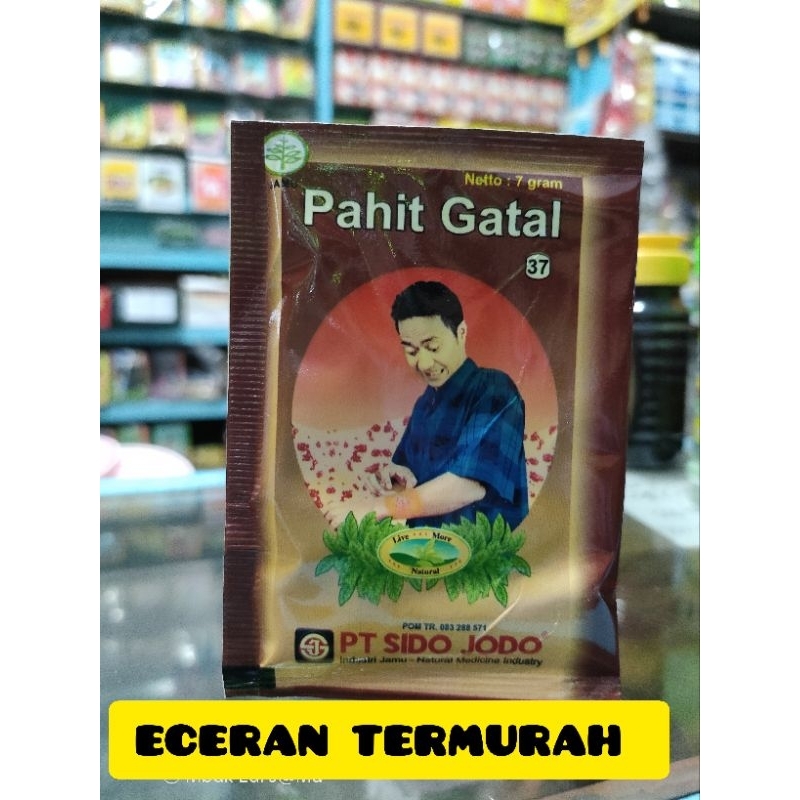 Netto : 7 gram
Pahit Gatal
37
Live More
Natural
POM TR. 083 288 571
PT SIDO JODO
Industri Jamu - Natural Medicine Industry
ECERAN TERMURAH